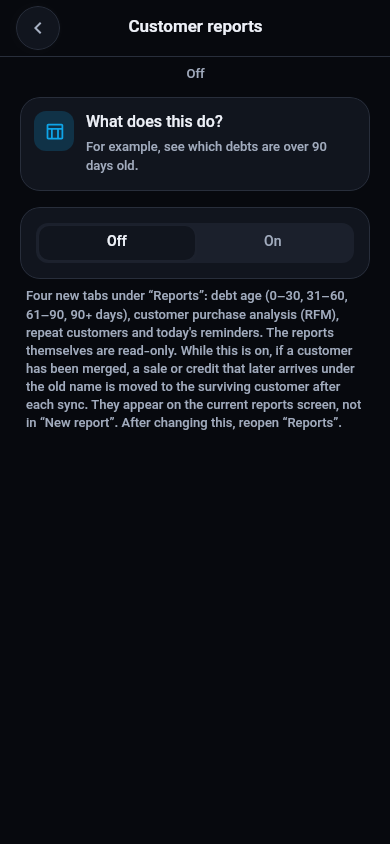 Customer reports
Off
What does this do?
For example, see which debts are over 90
days old.
Off
On
Four new tabs under “Reports”: debt age (0–30, 31–60,
61–90, 90+ days), customer purchase analysis (RFM),
repeat customers and today's reminders. The reports
themselves are read-only. While this is on, if a customer
has been merged, a sale or credit that later arrives under
the old name is moved to the surviving customer after
each sync. They appear on the current reports screen, not
in “New report”. After changing this, reopen “Reports”.